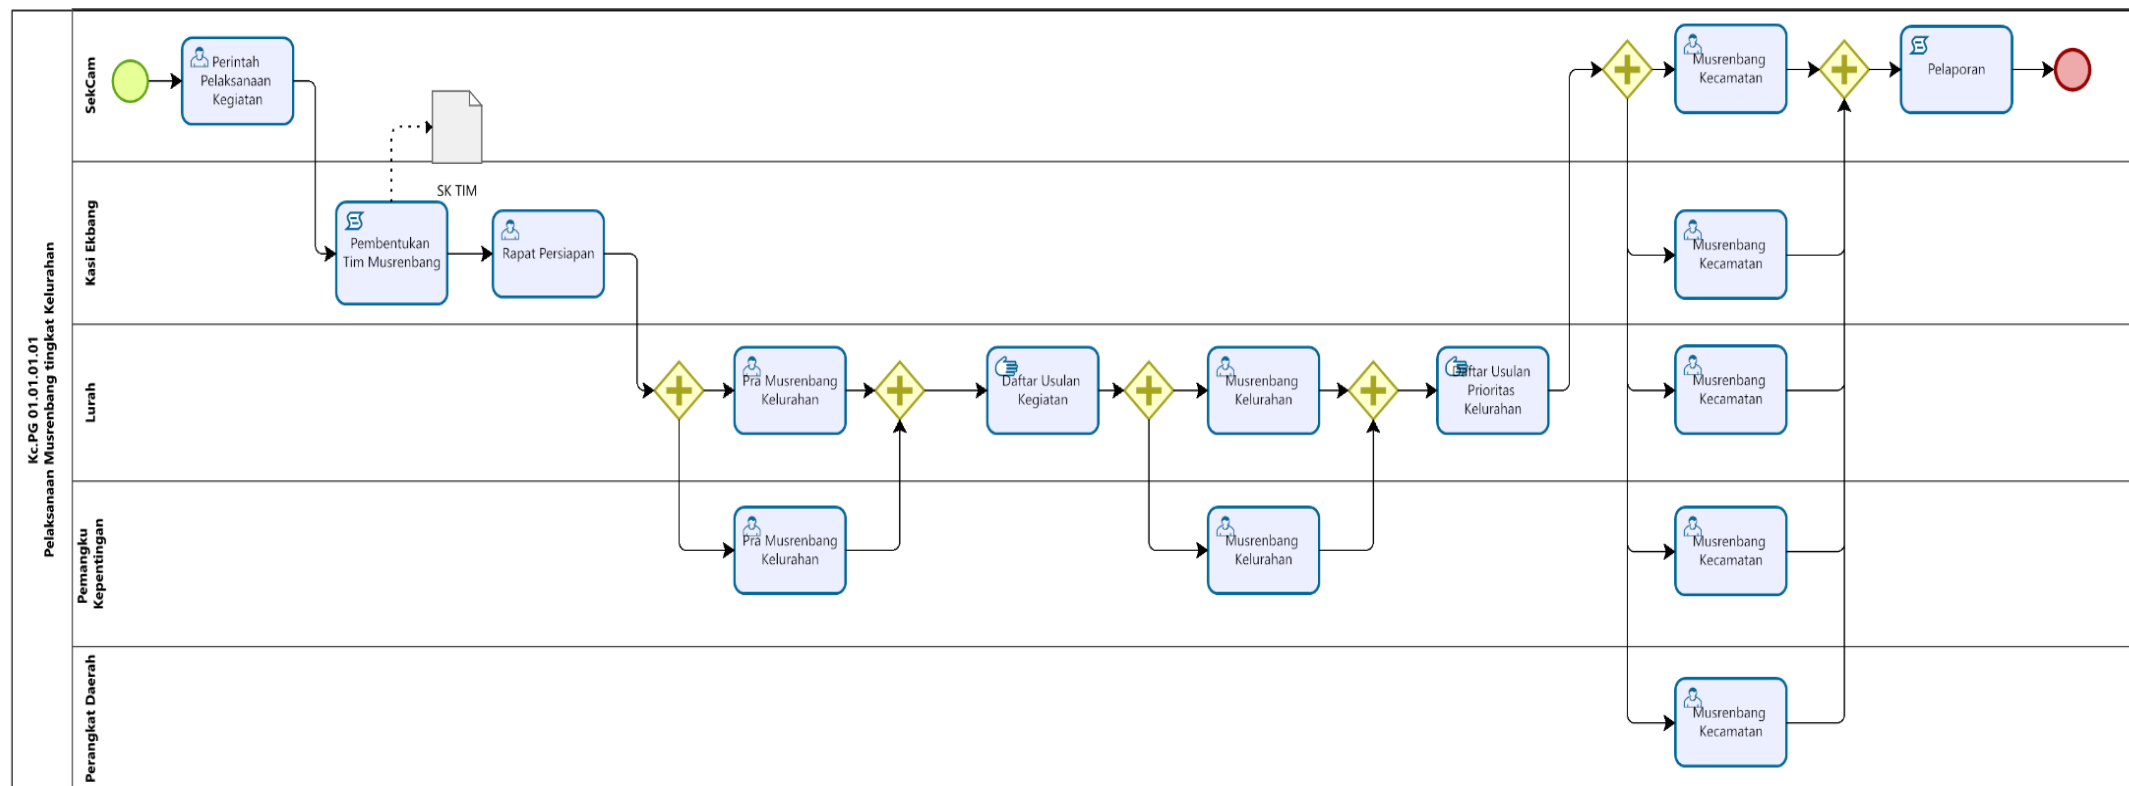 Kc.PG 01.01.01.01
Pelaksanaan Musrenbang tingkat Kelurahan
SekCam
Perintah
Pelaksanaan
Kegiatan
SK TIM
Musrenbang
Kecamatan
Pelaporan
Kasi Ekbang
Pembentukan
Tim Musrenbang
Rapat Persiapan
Musrenbang
Kecamatan
Lurah
Pra Musrenbang
Kelurahan
Daftar Usulan
Kegiatan
Musrenbang
Kelurahan
Daftar Usulan
Prioritas
Kelurahan
Musrenbang
Kecamatan
Pemangku
Kepentingan
Pra Musrenbang
Kelurahan
Musrenbang
Kelurahan
Musrenbang
Kecamatan
Perangkat Daerah
Musrenbang
Kecamatan